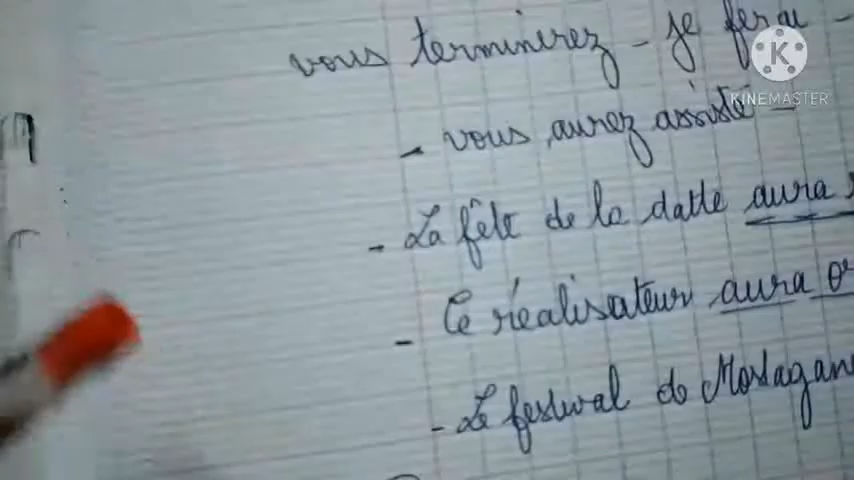 vous terminerez - je ferai -
KINEMASTER
- vous aurez assisté -
- La fête de la datte aura
- Ce réalisateur aura
- Le festival de Mostagan